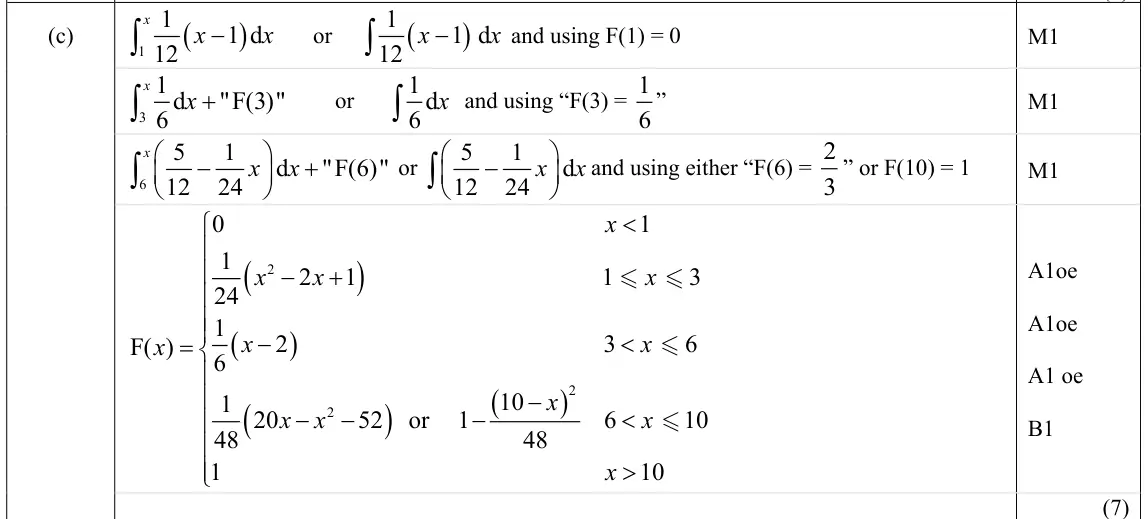 (c)
∫₁ˣ 1/12 (x − 1) dx or ∫ 1/12 (x − 1) dx and using F(1) = 0 M1
∫₃ˣ 1/6 dx + "F(3)" or ∫ 1/6 dx and using “F(3) = 1/6” M1
∫₆ˣ (5/12 − 1/24 x) dx + "F(6)" or ∫ (5/12 − 1/24 x) dx and using either “F(6) = 2/3” or F(10) = 1 M1
F(x) = {
0 x < 1
1/24 (x² − 2x + 1) 1 ⩽ x ⩽ 3 A1oe
1/6 (x − 2) 3 < x ⩽ 6 A1oe
1/48 (20x − x² − 52) or 1 − (10 − x)²/48 6 < x ⩽ 10 A1 oe
1 x > 10 B1
(7)